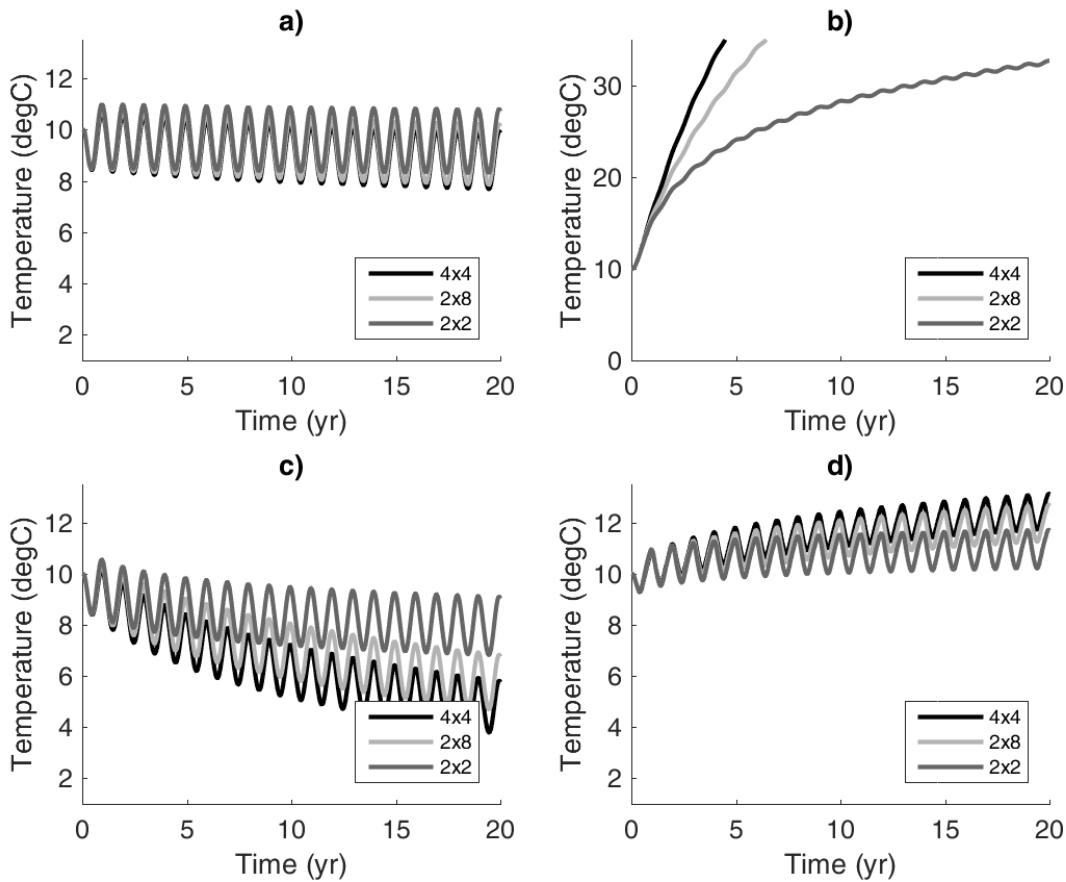 a)
Temperature (degC)
12
10
8
6
4
2
4x4
2x8
2x2
0 5 10 15 20
Time (yr)
b)
Temperature (degC)
30
20
10
0
4x4
2x8
2x2
0 5 10 15 20
Time (yr)
c)
Temperature (degC)
12
10
8
6
4
2
4x4
2x8
2x2
0 5 10 15 20
Time (yr)
d)
Temperature (degC)
12
10
8
6
4
2
4x4
2x8
2x2
0 5 10 15 20
Time (yr)